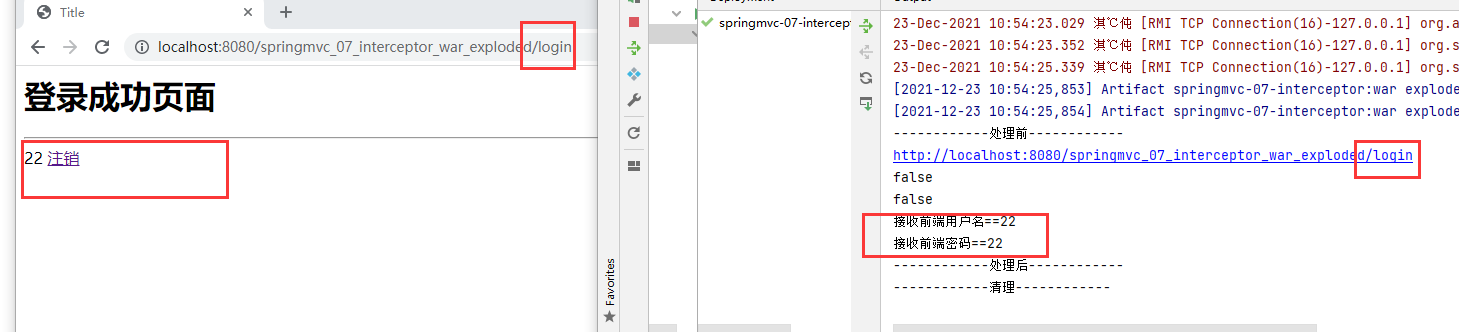 Title
localhost:8080/springmvc_07_interceptor_war_exploded/login
登录成功页面
22 注销
Favorites
springmvc-07-intercept
23-Dec-2021 10:54:23.029 淇℃伅 [RMI TCP Connection(16)-127.0.0.1] org.a
23-Dec-2021 10:54:23.352 淇℃伅 [RMI TCP Connection(16)-127.0.0.1] org.s
23-Dec-2021 10:54:25.339 淇℃伅 [RMI TCP Connection(16)-127.0.0.1] org.s
[2021-12-23 10:54:25,853] Artifact springmvc-07-interceptor:war explode
[2021-12-23 10:54:25,854] Artifact springmvc-07-interceptor:war explode
------------处理前------------
http://localhost:8080/springmvc_07_interceptor_war_exploded/login
false
false
接收前端用户名==22
接收前端密码==22
------------处理后------------
------------清理------------